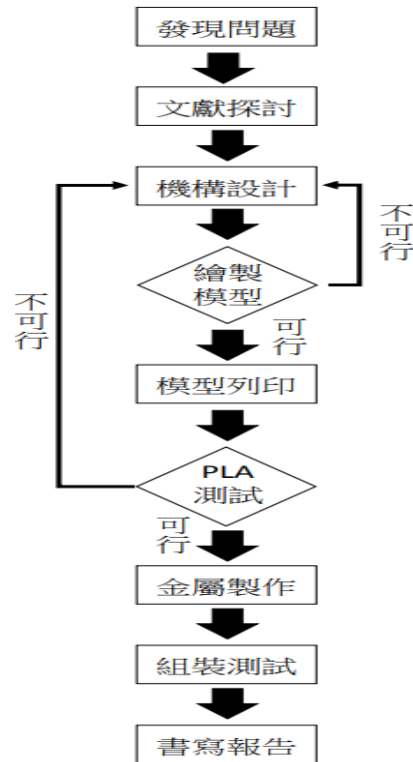 發現問題
文獻探討
機構設計
不可行
繪製
模型
不可行
可行
模型列印
PLA
測試
可行
金屬製作
組裝測試
書寫報告